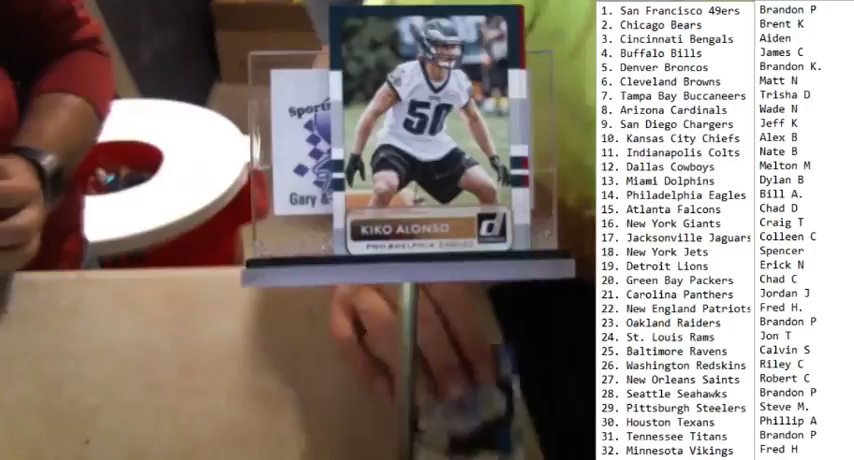 Sports
Gary &
50
KIKO ALONSO
PHILADELPHIA EAGLES
1. San Francisco 49ers Brandon P
2. Chicago Bears Brent K
3. Cincinnati Bengals Aiden
4. Buffalo Bills James C
5. Denver Broncos Brandon K.
6. Cleveland Browns Matt N
7. Tampa Bay Buccaneers Trisha D
8. Arizona Cardinals Wade N
9. San Diego Chargers Jeff K
10. Kansas City Chiefs Alex B
11. Indianapolis Colts Nate B
12. Dallas Cowboys Melton M
13. Miami Dolphins Dylan B
14. Philadelphia Eagles Bill A.
15. Atlanta Falcons Chad D
16. New York Giants Craig T
17. Jacksonville Jaguars Colleen C
18. New York Jets Spencer
19. Detroit Lions Erick N
20. Green Bay Packers Chad C
21. Carolina Panthers Jordan J
22. New England Patriots Fred H.
23. Oakland Raiders Brandon P
24. St. Louis Rams Jon T
25. Baltimore Ravens Calvin S
26. Washington Redskins Riley C
27. New Orleans Saints Robert C
28. Seattle Seahawks Brandon P
29. Pittsburgh Steelers Steve M.
30. Houston Texans Phillip A
31. Tennessee Titans Brandon P
32. Minnesota Vikings Fred H